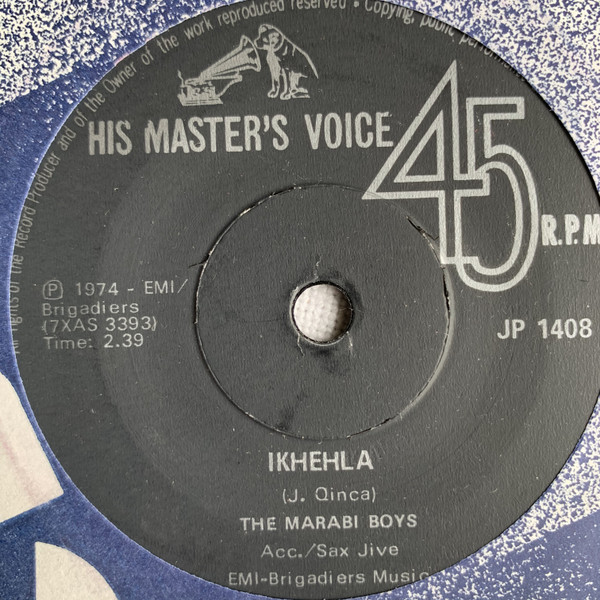 All rights of the Record Producer and of the Owner of the work reproduced reserved • Copying, public performa
HIS MASTER'S VOICE
45
R.P.M
℗ 1974 - EMI/
Brigadiers
(7XAS 3393)
Time: 2.39
JP 1408
IKHEHLA
(J. Qinca)
THE MARABI BOYS
Acc./Sax Jive
EMI-Brigadiers Music